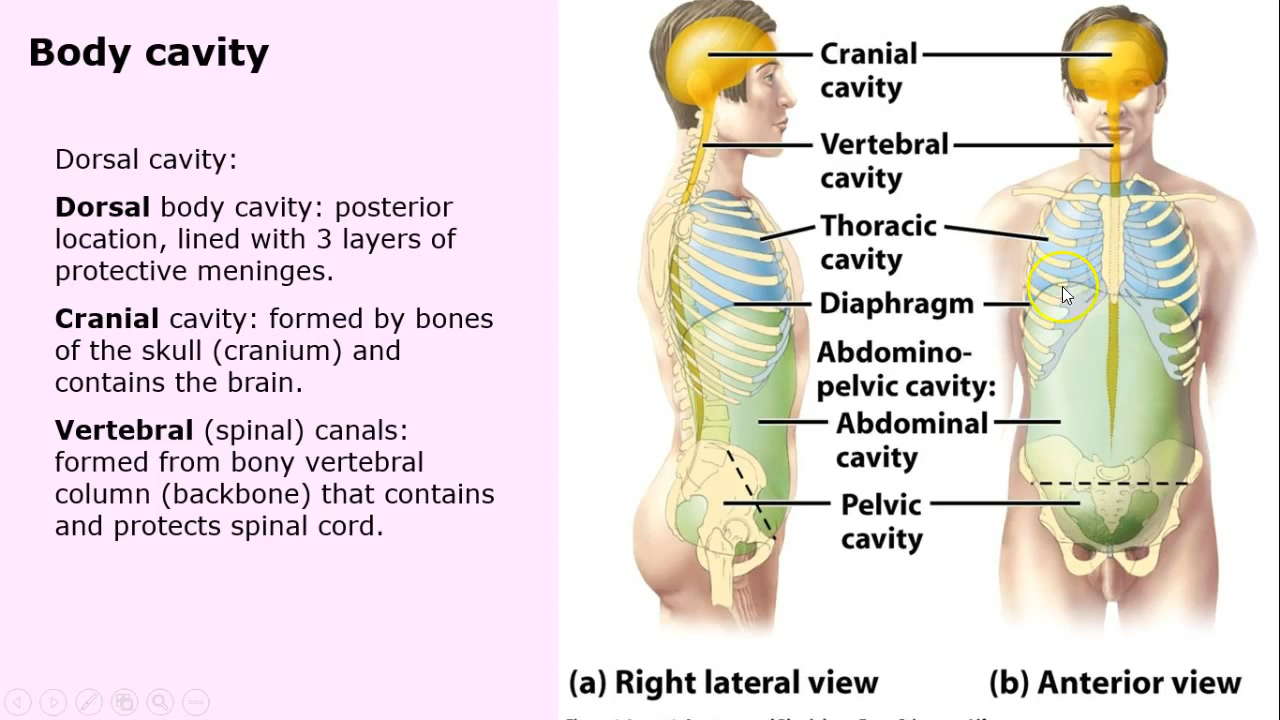 Body cavity
Dorsal cavity:
Dorsal body cavity: posterior
location, lined with 3 layers of
protective meninges.
Cranial cavity: formed by bones
of the skull (cranium) and
contains the brain.
Vertebral (spinal) canals:
formed from bony vertebral
column (backbone) that contains
and protects spinal cord.
Cranial
cavity
Vertebral
cavity
Thoracic
cavity
Diaphragm
Abdomino-
pelvic cavity:
Abdominal
cavity
Pelvic
cavity
(a) Right lateral view
(b) Anterior view